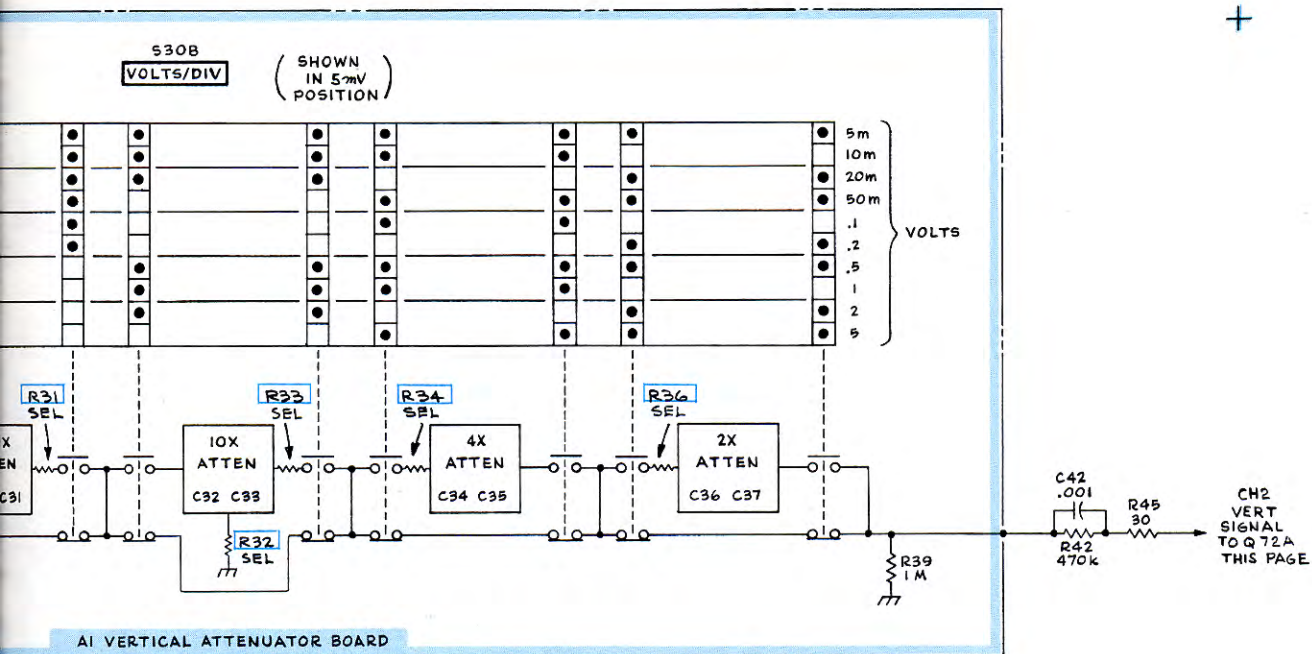 S30B
VOLTS/DIV
( SHOWN
IN 5mV
POSITION )
5m
10m
20m
50m
.1
.2
.5
1
2
5
VOLTS
R31
SEL
X
EN
C31
10X
ATTEN
C32 C33
R32
SEL
R33
SEL
R34
SEL
4X
ATTEN
C34 C35
R36
SEL
2X
ATTEN
C36 C37
R39
1M
C42
.001
R42
470k
R45
30
CH2
VERT
SIGNAL
TO Q72A
THIS PAGE
A1 VERTICAL ATTENUATOR BOARD